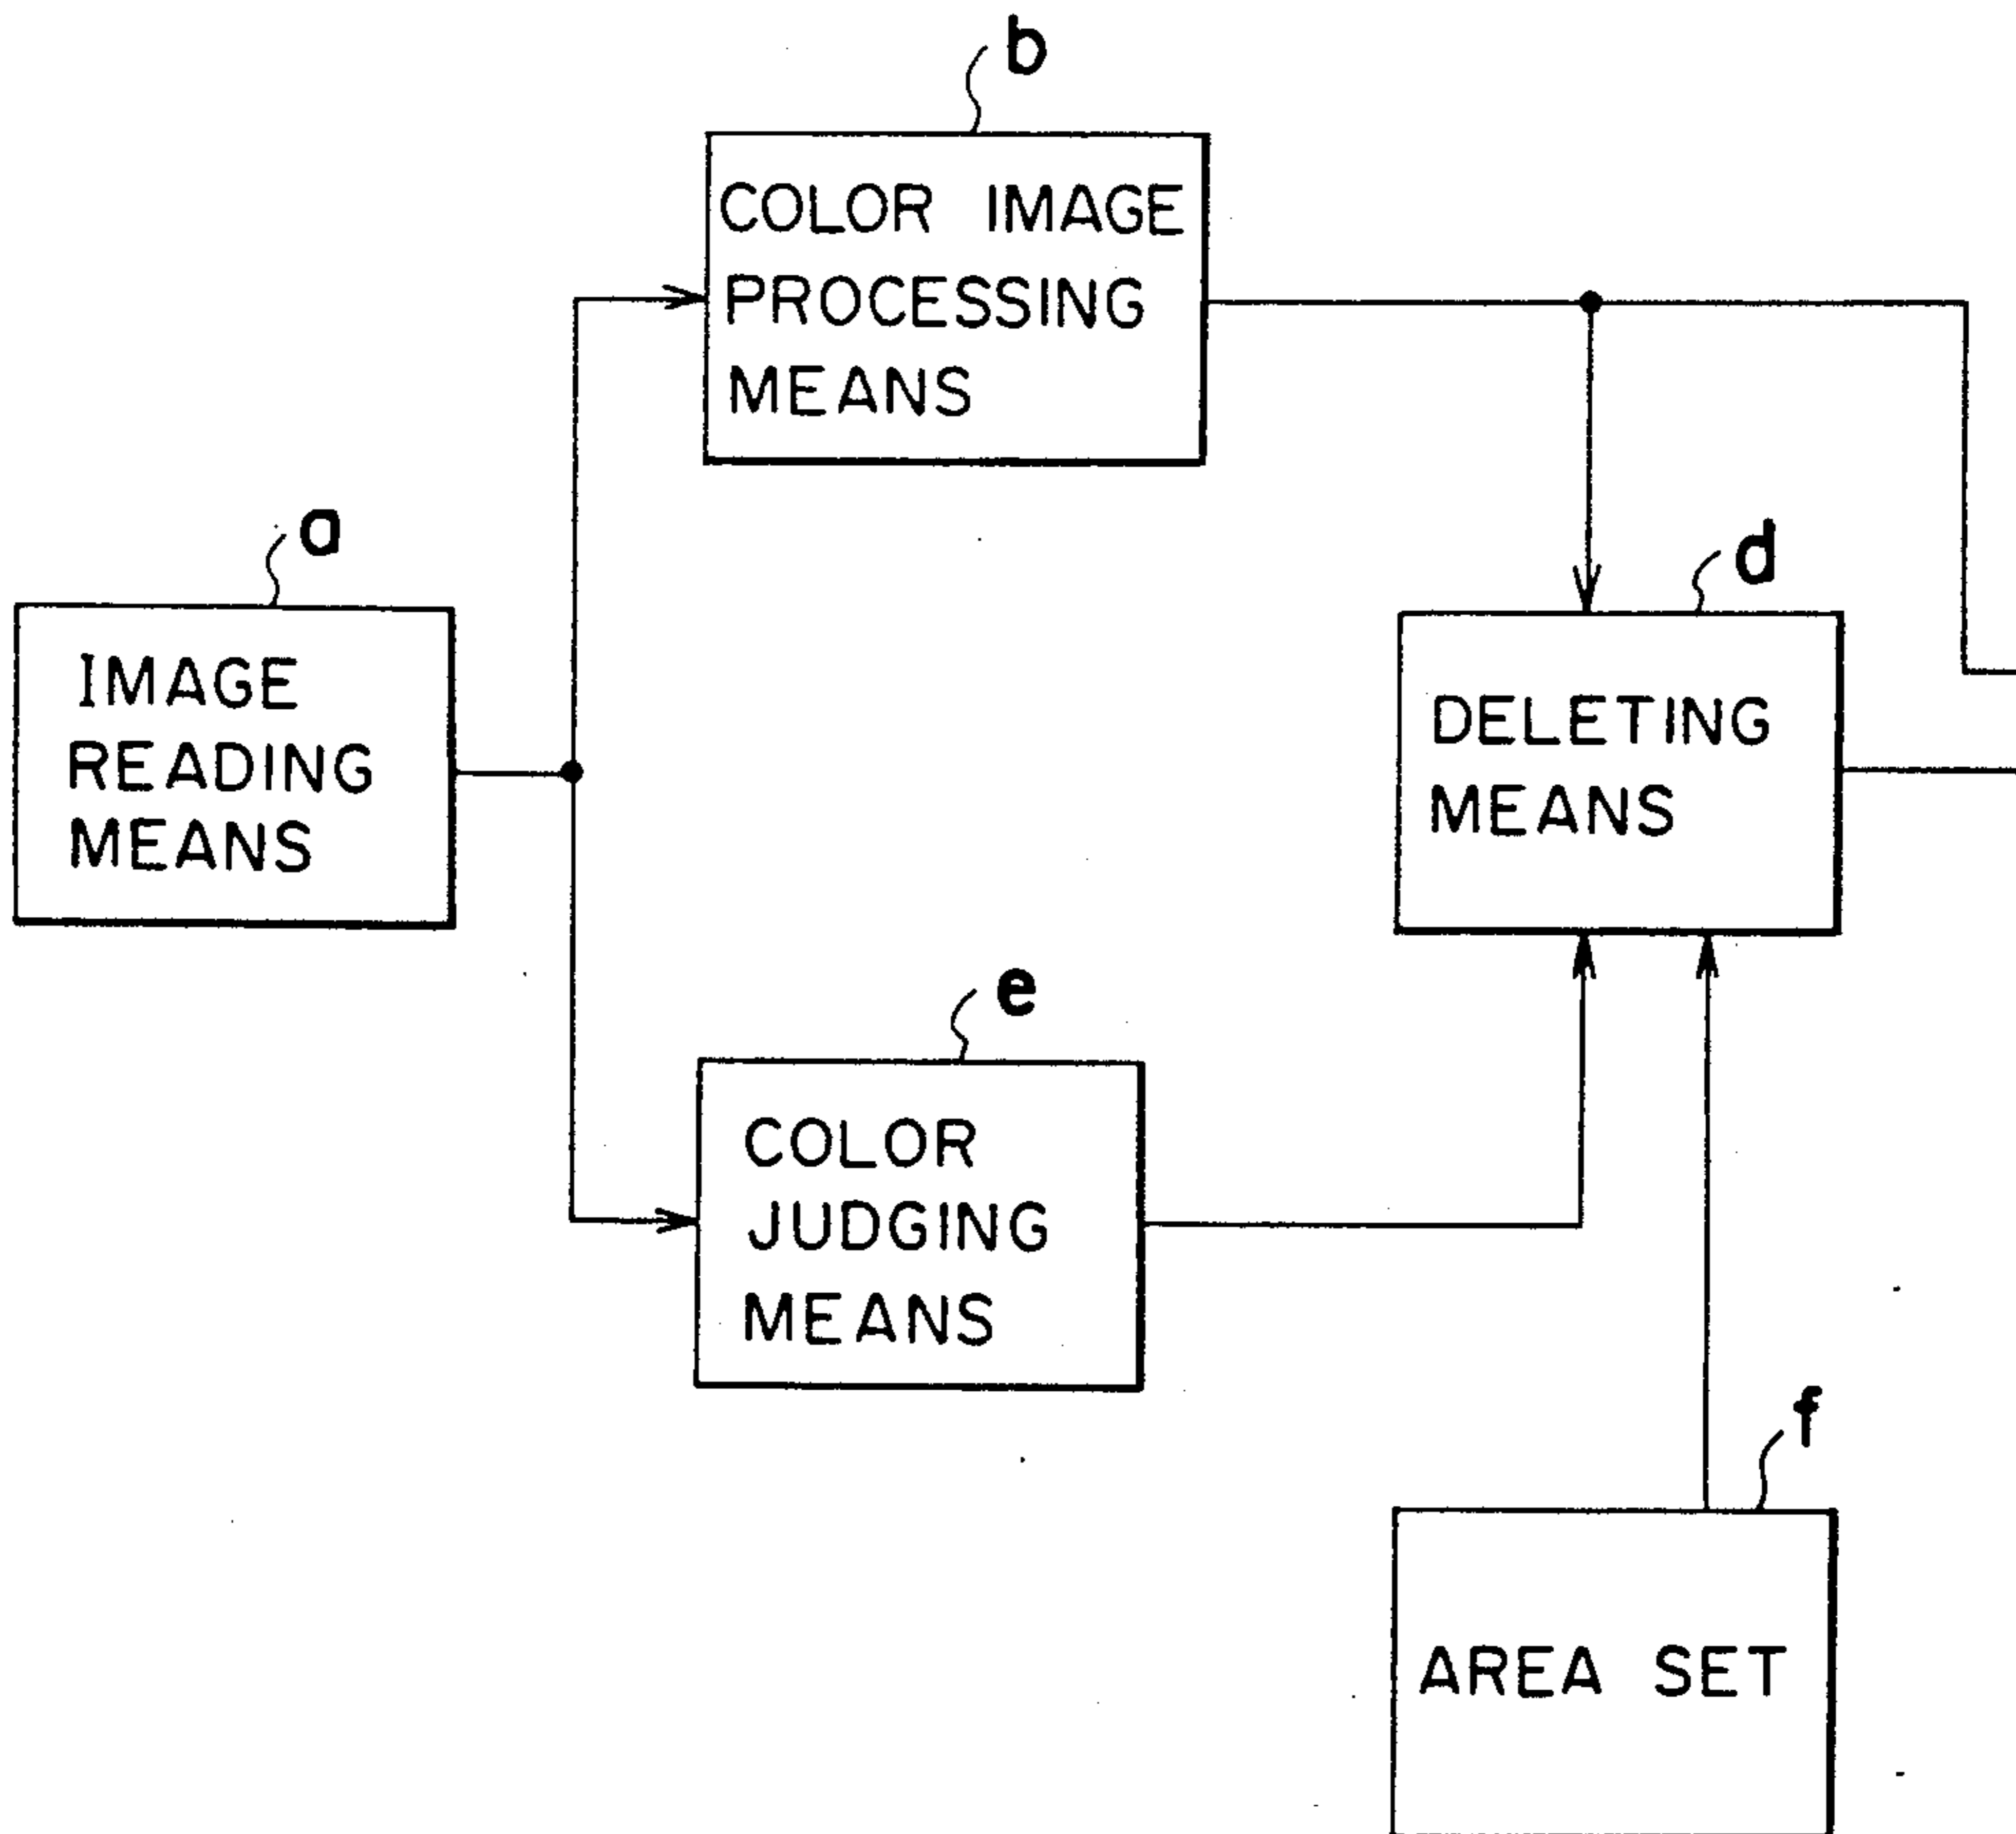 b
COLOR IMAGE
PROCESSING
MEANS
a
IMAGE
READING
MEANS
d
DELETING
MEANS
e
COLOR
JUDGING
MEANS
f
AREA SET